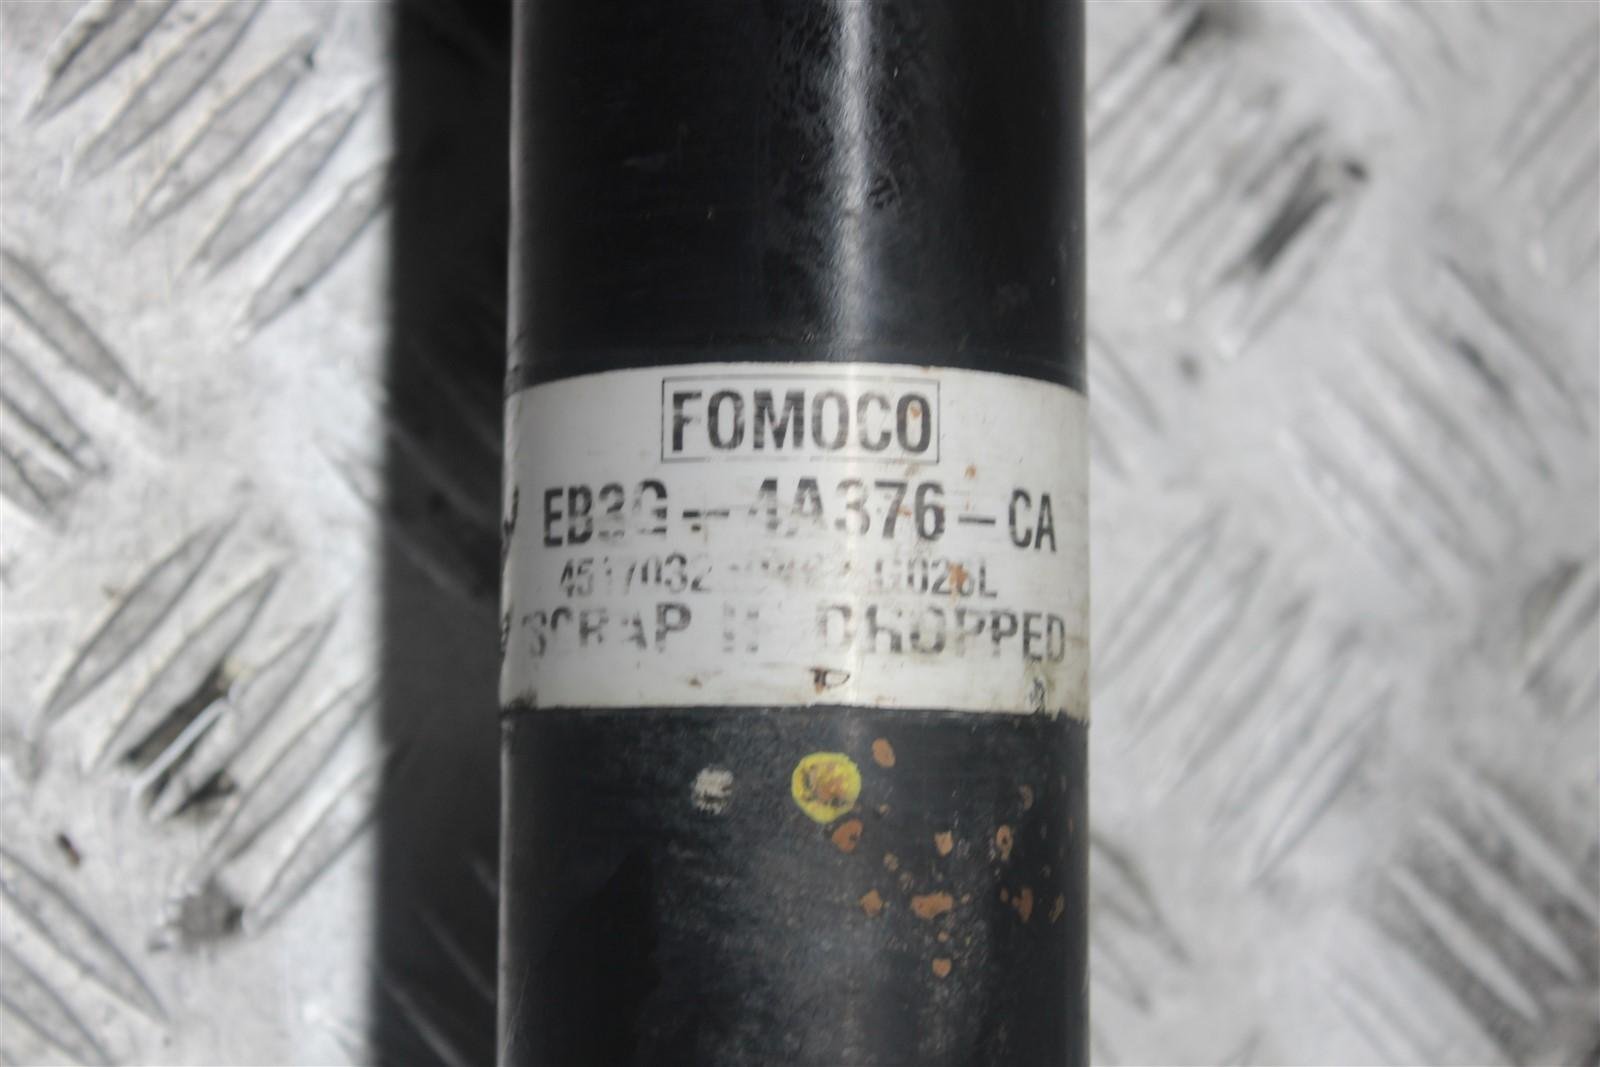 FOMOCO
EB3G-4A376-CA
SCRAP IF DROPPED